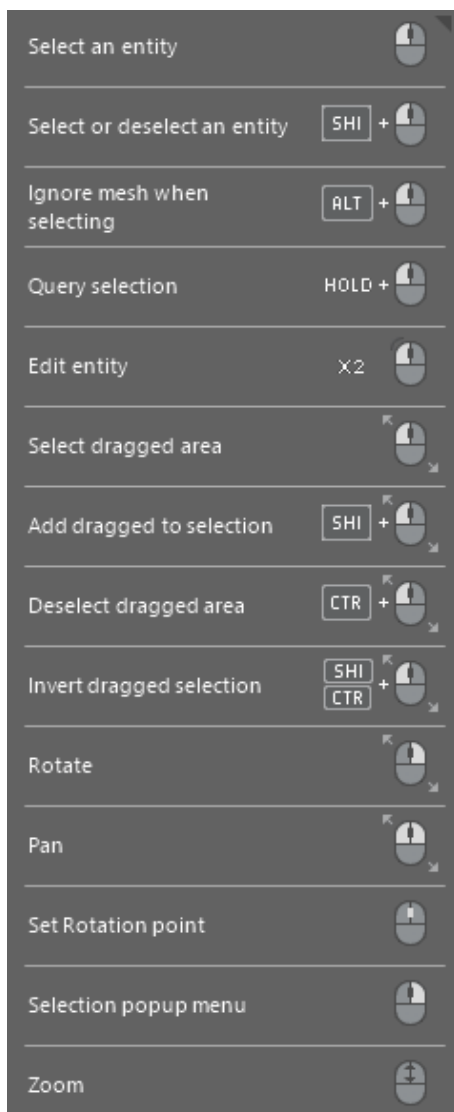 Select an entity
Select or deselect an entity SHI +
Ignore mesh when
selecting ALT +
Query selection HOLD +
Edit entity X2
Select dragged area
Add dragged to selection SHI +
Deselect dragged area CTR +
Invert dragged selection SHI CTR +
Rotate
Pan
Set Rotation point
Selection popup menu
Zoom